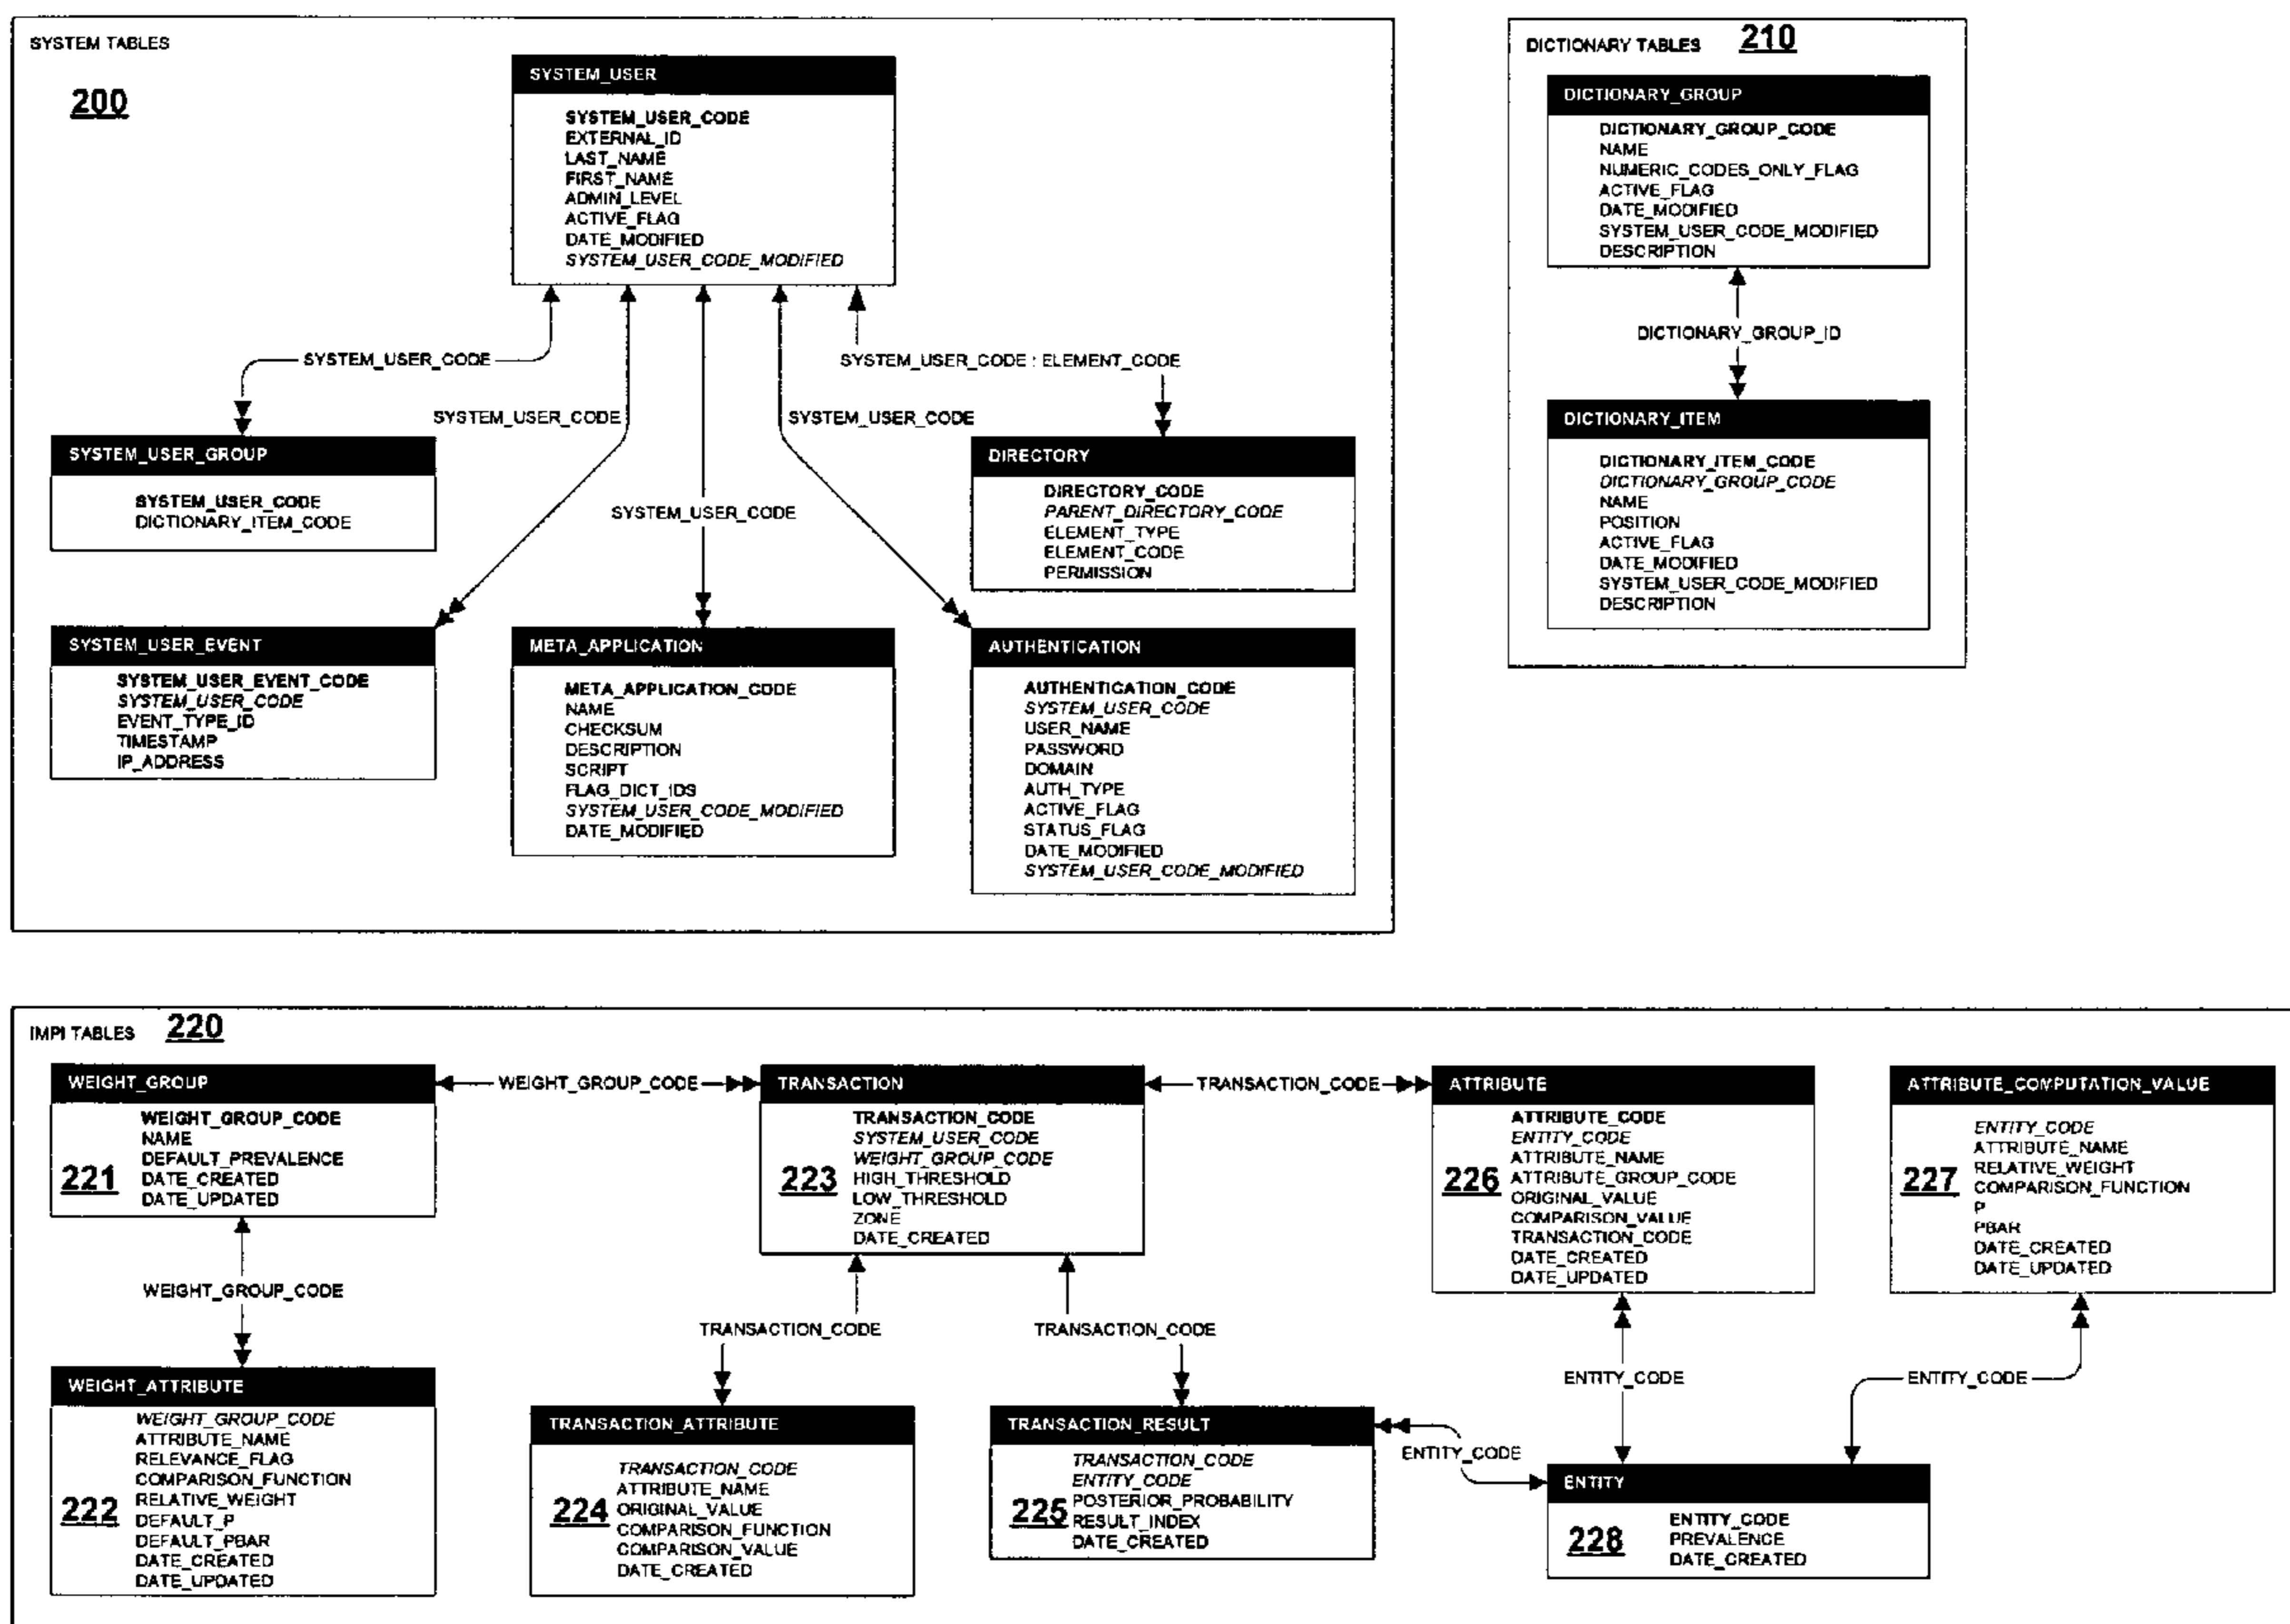 SYSTEM TABLES
200
SYSTEM_USER
SYSTEM_USER_CODE
EXTERNAL_ID
LAST_NAME
FIRST_NAME
ADMIN_LEVEL
ACTIVE_FLAG
DATE_MODIFIED
SYSTEM_USER_CODE_MODIFIED
SYSTEM_USER_CODE
SYSTEM_USER_CODE : ELEMENT_CODE
SYSTEM_USER_CODE
SYSTEM_USER_CODE
SYSTEM_USER_CODE
SYSTEM_USER_GROUP
SYSTEM_USER_CODE
DICTIONARY_ITEM_CODE
DIRECTORY
DIRECTORY_CODE
PARENT_DIRECTORY_CODE
ELEMENT_TYPE
ELEMENT_CODE
PERMISSION
SYSTEM_USER_EVENT
SYSTEM_USER_EVENT_CODE
SYSTEM_USER_CODE
EVENT_TYPE_ID
TIMESTAMP
IP_ADDRESS
META_APPLICATION
META_APPLICATION_CODE
NAME
CHECKSUM
DESCRIPTION
SCRIPT
FLAG_DICT_IDS
SYSTEM_USER_CODE_MODIFIED
DATE_MODIFIED
AUTHENTICATION
AUTHENTICATION_CODE
SYSTEM_USER_CODE
USER_NAME
PASSWORD
DOMAIN
AUTH_TYPE
ACTIVE_FLAG
STATUS_FLAG
DATE_MODIFIED
SYSTEM_USER_CODE_MODIFIED
DICTIONARY TABLES 210
DICTIONARY_GROUP
DICTIONARY_GROUP_CODE
NAME
NUMERIC_CODES_ONLY_FLAG
ACTIVE_FLAG
DATE_MODIFIED
SYSTEM_USER_CODE_MODIFIED
DESCRIPTION
DICTIONARY_GROUP_ID
DICTIONARY_ITEM
DICTIONARY_ITEM_CODE
DICTIONARY_GROUP_CODE
NAME
POSITION
ACTIVE_FLAG
DATE_MODIFIED
SYSTEM_USER_CODE_MODIFIED
DESCRIPTION
IMPI TABLES 220
WEIGHT_GROUP
WEIGHT_GROUP_CODE
NAME
DEFAULT_PREVALENCE
DATE_CREATED
DATE_UPDATED
221
WEIGHT_GROUP_CODE
TRANSACTION
TRANSACTION_CODE
SYSTEM_USER_CODE
WEIGHT_GROUP_CODE
HIGH_THRESHOLD
LOW_THRESHOLD
ZONE
DATE_CREATED
223
TRANSACTION_CODE
ATTRIBUTE
ATTRIBUTE_CODE
ENTITY_CODE
ATTRIBUTE_NAME
ATTRIBUTE_GROUP_CODE
ORIGINAL_VALUE
COMPARISON_VALUE
TRANSACTION_CODE
DATE_CREATED
DATE_UPDATED
226
ATTRIBUTE_COMPUTATION_VALUE
ENTITY_CODE
ATTRIBUTE_NAME
RELATIVE_WEIGHT
COMPARISON_FUNCTION
P
PBAR
DATE_CREATED
DATE_UPDATED
227
WEIGHT_GROUP_CODE
TRANSACTION_CODE
TRANSACTION_CODE
ENTITY_CODE
ENTITY_CODE
ENTITY_CODE
WEIGHT_ATTRIBUTE
WEIGHT_GROUP_CODE
ATTRIBUTE_NAME
RELEVANCE_FLAG
COMPARISON_FUNCTION
RELATIVE_WEIGHT
DEFAULT_P
DEFAULT_PBAR
DATE_CREATED
DATE_UPDATED
222
TRANSACTION_ATTRIBUTE
TRANSACTION_CODE
ATTRIBUTE_NAME
ORIGINAL_VALUE
COMPARISON_FUNCTION
COMPARISON_VALUE
DATE_CREATED
224
TRANSACTION_RESULT
TRANSACTION_CODE
ENTITY_CODE
POSTERIOR_PROBABILITY
RESULT_INDEX
DATE_CREATED
225
ENTITY
ENTITY_CODE
PREVALENCE
DATE_CREATED
228